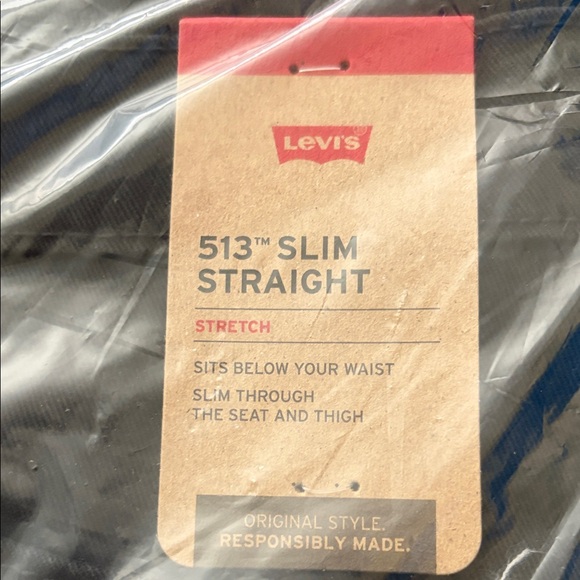 LEVI'S®
513™ SLIM
STRAIGHT
STRETCH
SITS BELOW YOUR WAIST
SLIM THROUGH
THE SEAT AND THIGH
ORIGINAL STYLE.
RESPONSIBLY MADE.